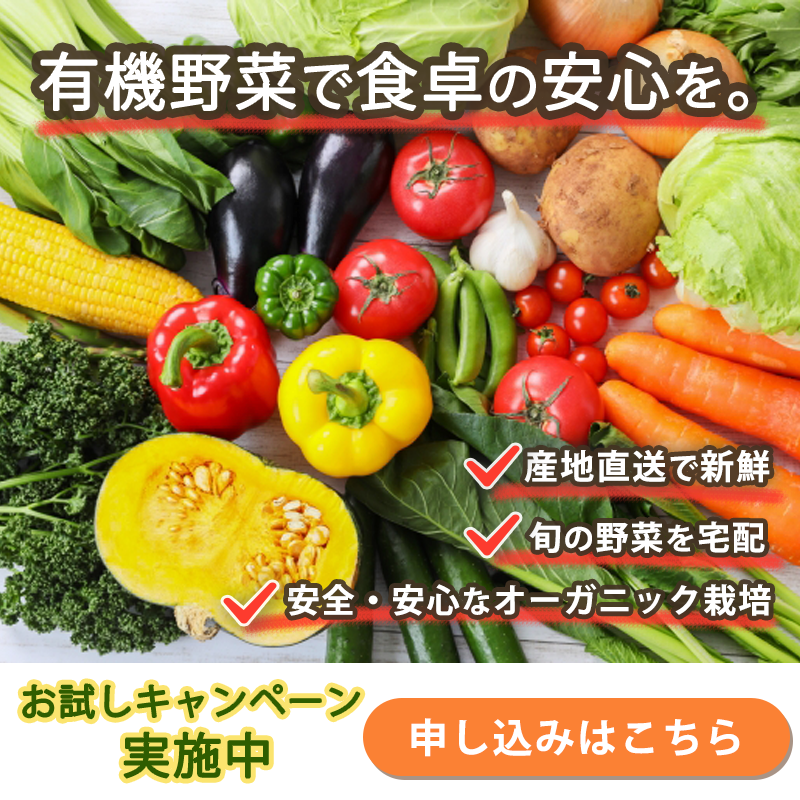 有機野菜で食卓の安心を。
産地直送で新鮮
旬の野菜を宅配
安全・安心なオーガニック栽培
お試しキャンペーン
実施中
申し込みはこちら